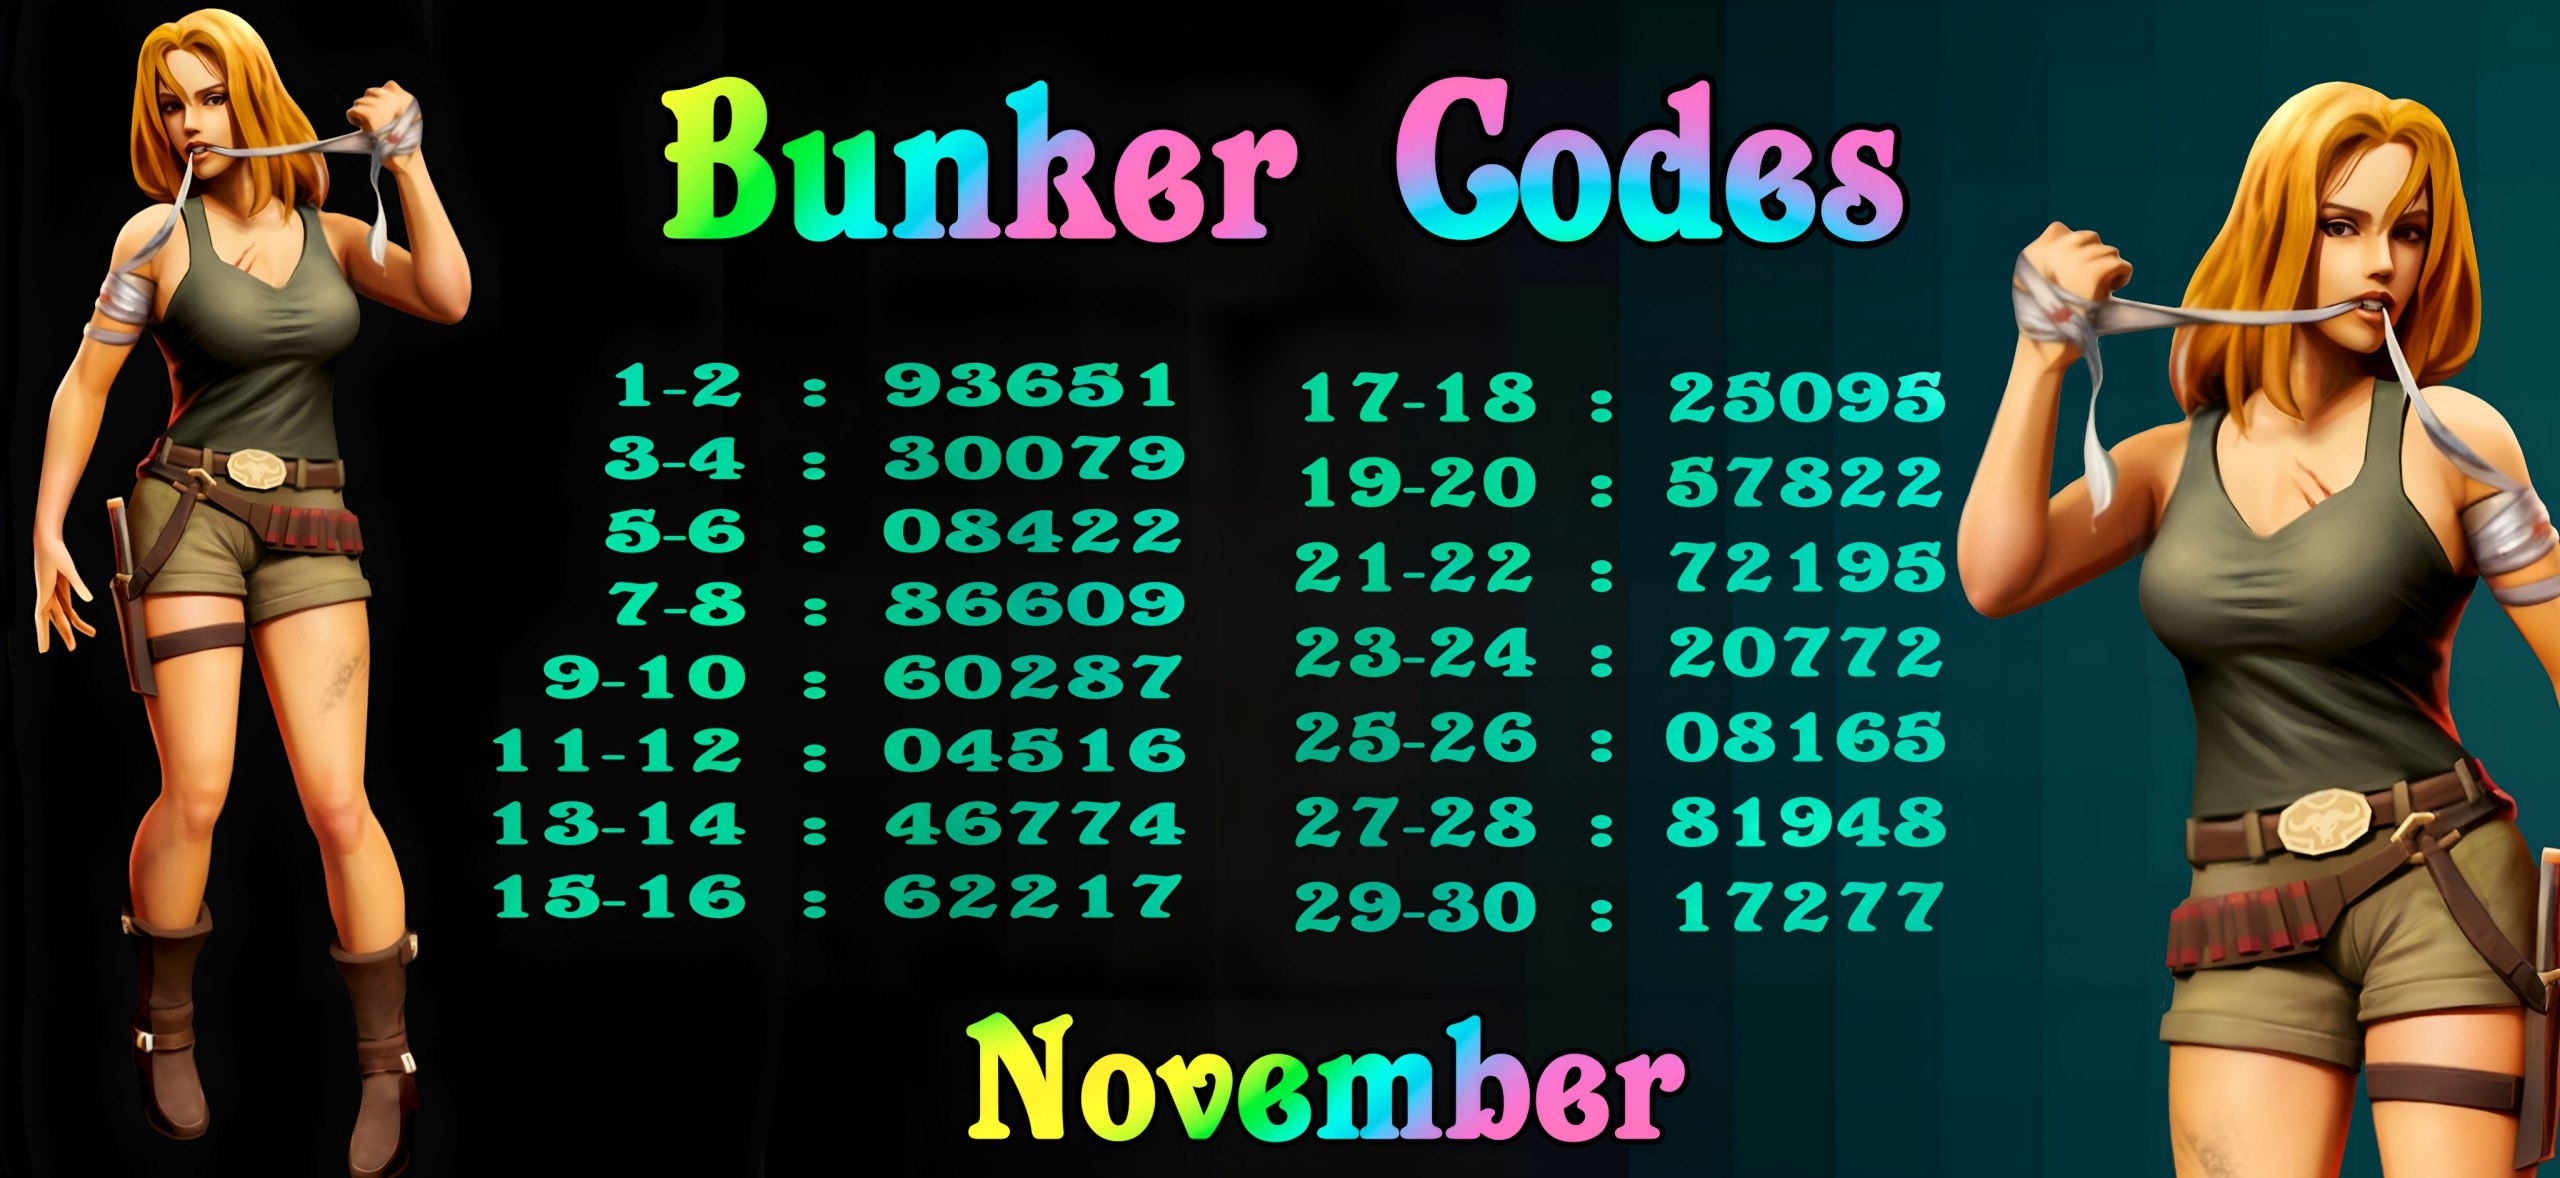 Bunker Codes
1-2 : 93651
3-4 : 30079
5-6 : 08422
7-8 : 86609
9-10 : 60287
11-12 : 04516
13-14 : 46774
15-16 : 62217
17-18 : 25095
19-20 : 57822
21-22 : 72195
23-24 : 20772
25-26 : 08165
27-28 : 81948
29-30 : 17277
November